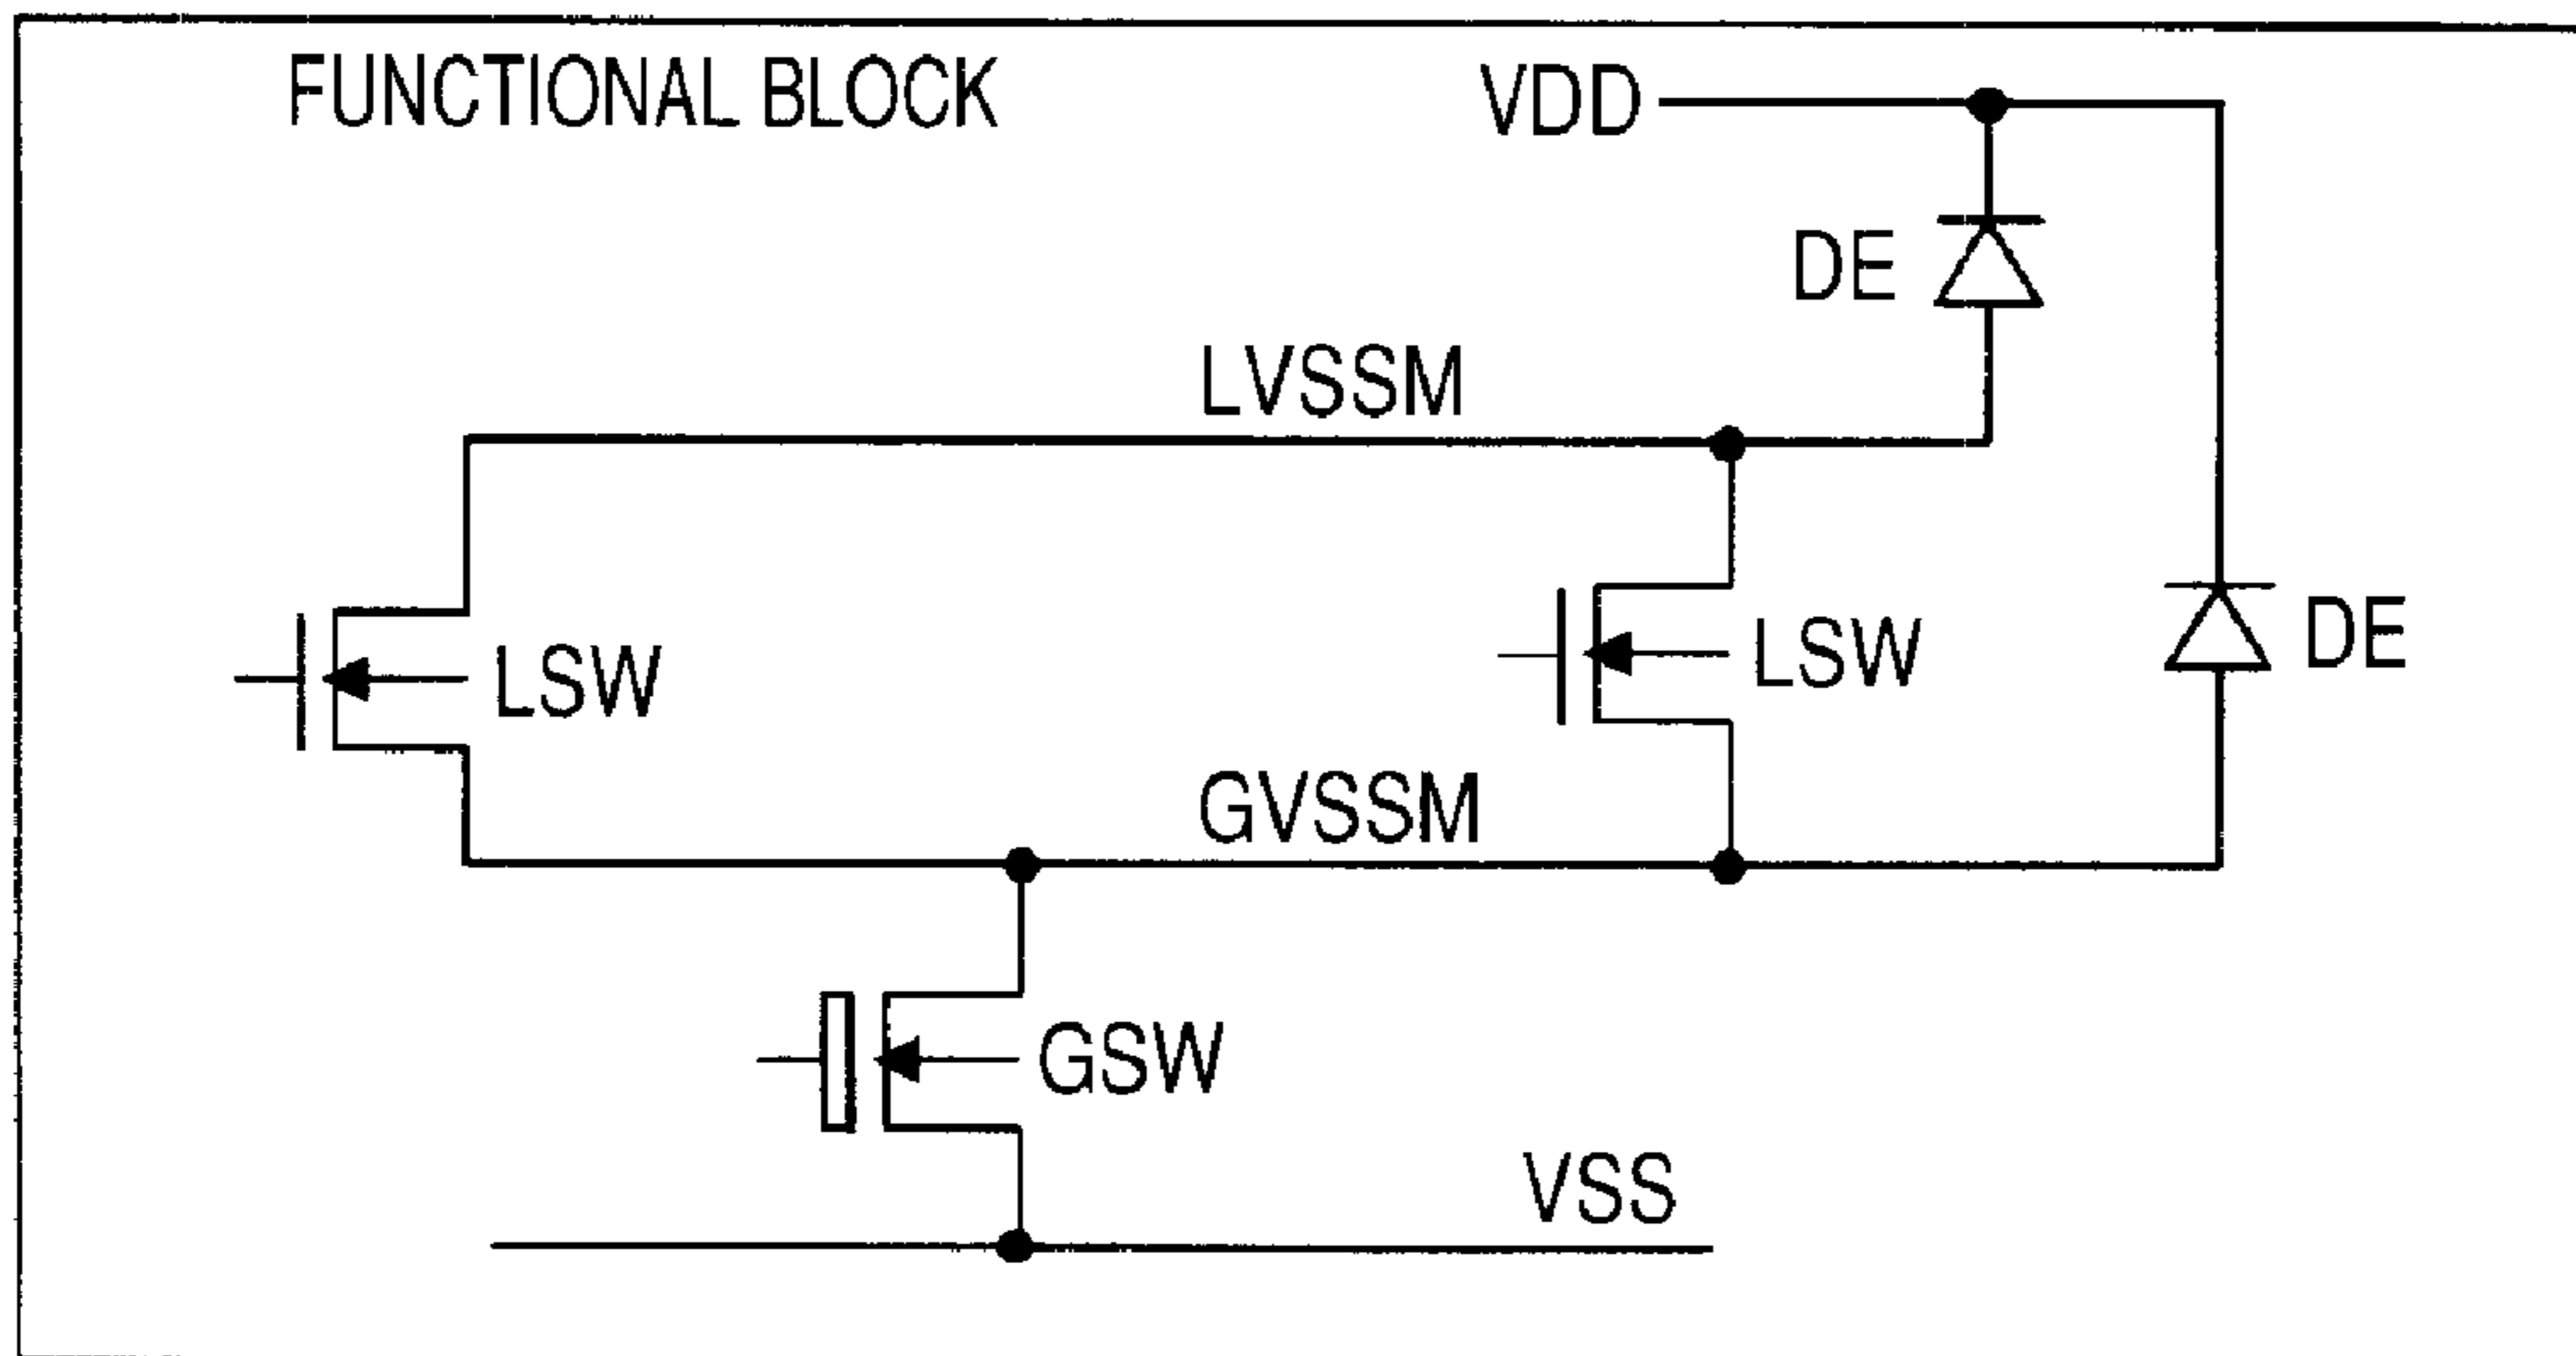 FUNCTIONAL BLOCK
VDD
DE
LVSSM
LSW
LSW
DE
GVSSM
GSW
VSS